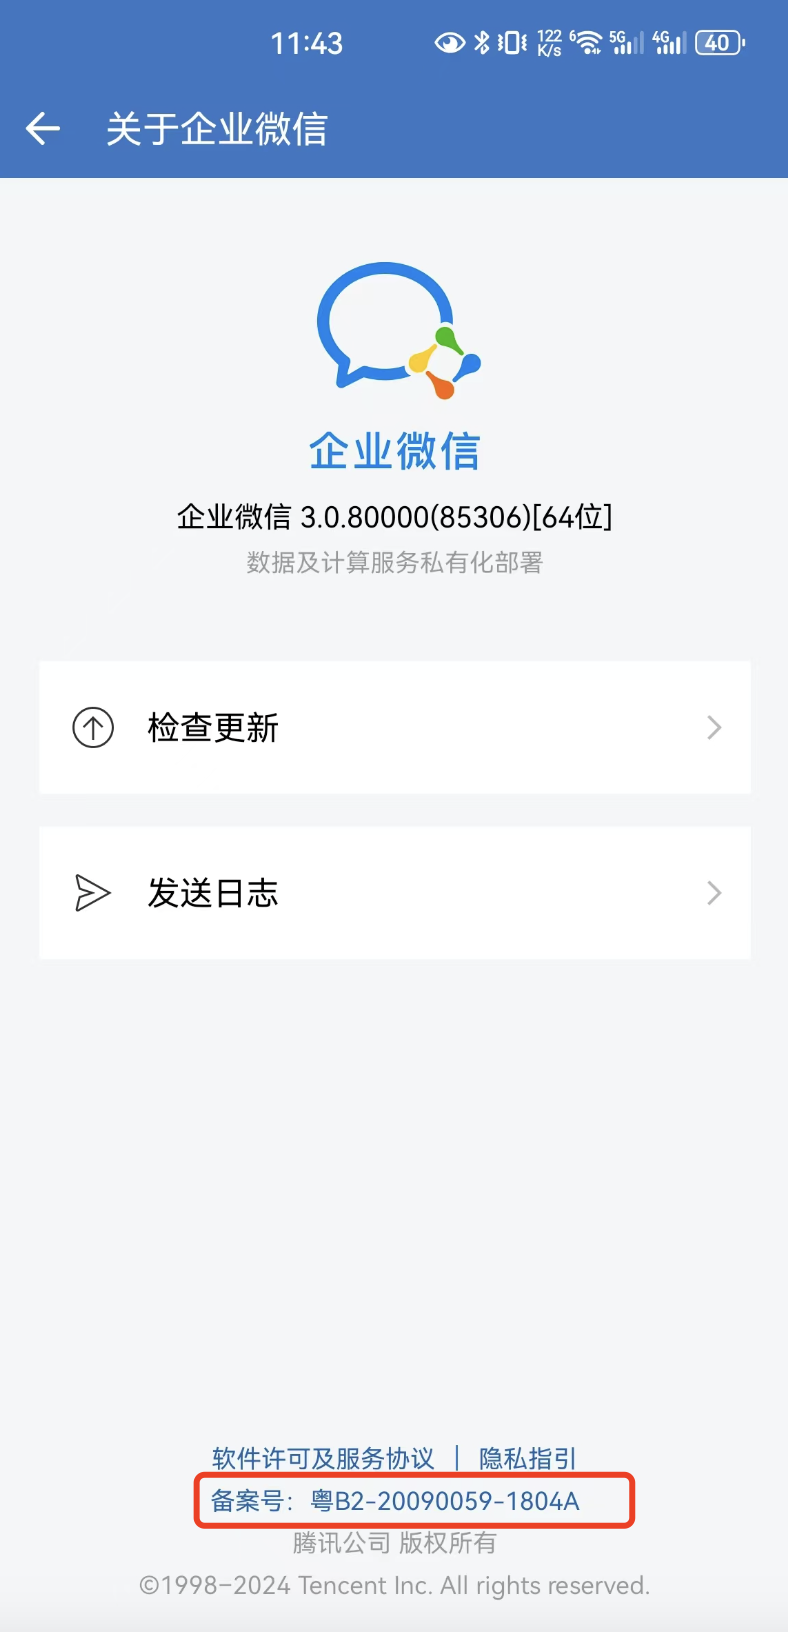 11:43 122 K/s 6 5G 4G 40
关于企业微信
企业微信
企业微信 3.0.80000(85306)[64位]
数据及计算服务私有化部署
检查更新
发送日志
软件许可及服务协议 | 隐私指引
备案号：粤B2-20090059-1804A
腾讯公司 版权所有
©1998-2024 Tencent Inc. All rights reserved.